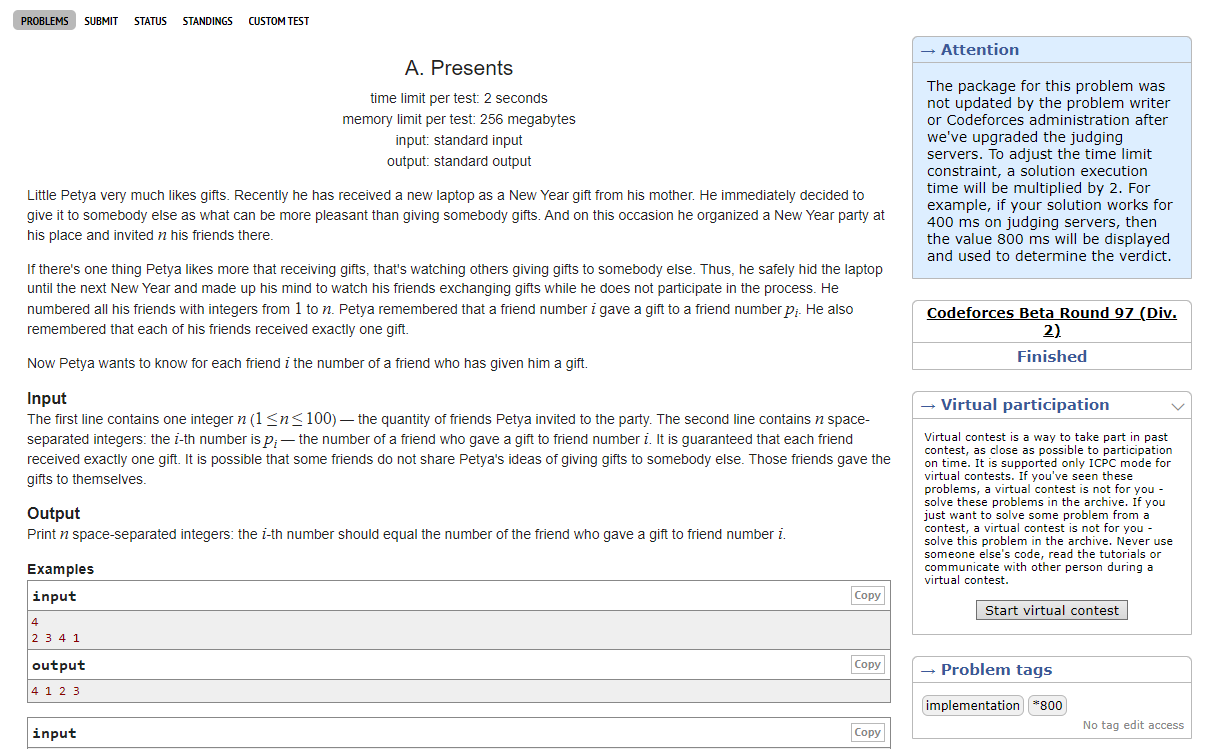 PROBLEMS SUBMIT STATUS STANDINGS CUSTOM TEST
A. Presents
time limit per test: 2 seconds
memory limit per test: 256 megabytes
input: standard input
output: standard output
Little Petya very much likes gifts. Recently he has received a new laptop as a New Year gift from his mother. He immediately decided to
give it to somebody else as what can be more pleasant than giving somebody gifts. And on this occasion he organized a New Year party at
his place and invited n his friends there.
If there's one thing Petya likes more that receiving gifts, that's watching others giving gifts to somebody else. Thus, he safely hid the laptop
until the next New Year and made up his mind to watch his friends exchanging gifts while he does not participate in the process. He
numbered all his friends with integers from 1 to n. Petya remembered that a friend number i gave a gift to a friend number pi. He also
remembered that each of his friends received exactly one gift.
Now Petya wants to know for each friend i the number of a friend who has given him a gift.
Input
The first line contains one integer n (1 ≤ n ≤ 100) — the quantity of friends Petya invited to the party. The second line contains n space-
separated integers: the i-th number is pi — the number of a friend who gave a gift to friend number i. It is guaranteed that each friend
received exactly one gift. It is possible that some friends do not share Petya's ideas of giving gifts to somebody else. Those friends gave the
gifts to themselves.
Output
Print n space-separated integers: the i-th number should equal the number of the friend who gave a gift to friend number i.
Examples
input Copy
4
2 3 4 1
output Copy
4 1 2 3
input Copy
→ Attention
The package for this problem was
not updated by the problem writer
or Codeforces administration after
we've upgraded the judging
servers. To adjust the time limit
constraint, a solution execution
time will be multiplied by 2. For
example, if your solution works for
400 ms on judging servers, then
the value 800 ms will be displayed
and used to determine the verdict.
Codeforces Beta Round 97 (Div.
2)
Finished
→ Virtual participation
Virtual contest is a way to take part in past
contest, as close as possible to participation
on time. It is supported only ICPC mode for
virtual contests. If you've seen these
problems, a virtual contest is not for you -
solve these problems in the archive. If you
just want to solve some problem from a
contest, a virtual contest is not for you -
solve this problem in the archive. Never use
someone else's code, read the tutorials or
communicate with other person during a
virtual contest.
Start virtual contest
→ Problem tags
implementation *800
No tag edit access